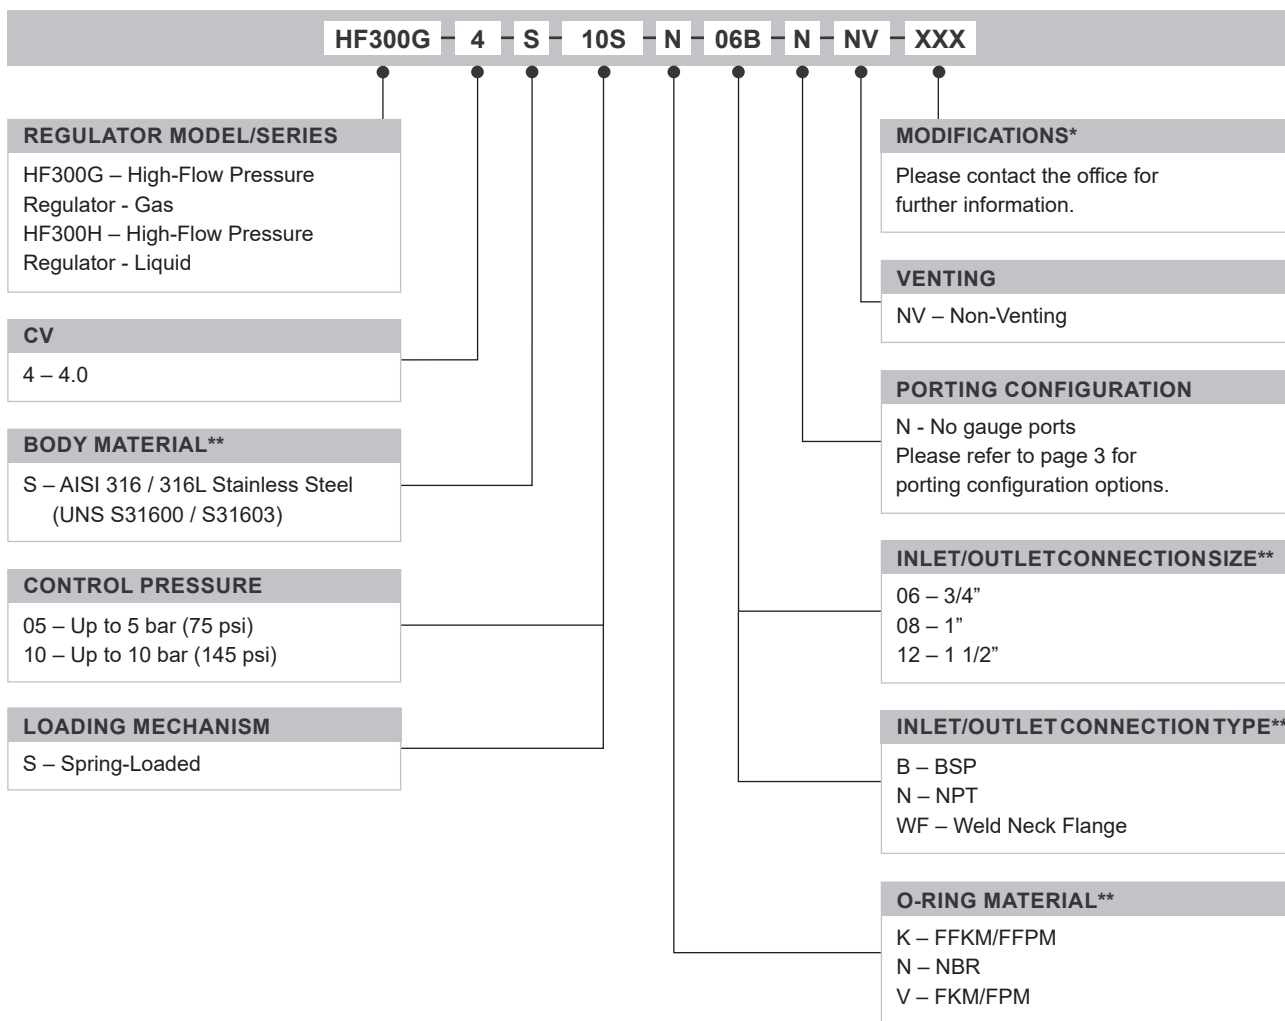 HF300G - 4 - S - 10S - N - 06B - N - NV - XXX
REGULATOR MODEL/SERIES
HF300G – High-Flow Pressure
Regulator - Gas
HF300H – High-Flow Pressure
Regulator - Liquid
CV
4 – 4.0
BODY MATERIAL**
S – AISI 316 / 316L Stainless Steel
(UNS S31600 / S31603)
CONTROL PRESSURE
05 – Up to 5 bar (75 psi)
10 – Up to 10 bar (145 psi)
LOADING MECHANISM
S – Spring-Loaded
MODIFICATIONS*
Please contact the office for
further information.
VENTING
NV – Non-Venting
PORTING CONFIGURATION
N - No gauge ports
Please refer to page 3 for
porting configuration options.
INLET/OUTLET CONNECTION SIZE**
06 – 3/4”
08 – 1”
12 – 1 1/2”
INLET/OUTLET CONNECTION TYPE**
B – BSP
N – NPT
WF – Weld Neck Flange
O-RING MATERIAL**
K – FFKM/FFPM
N – NBR
V – FKM/FPM